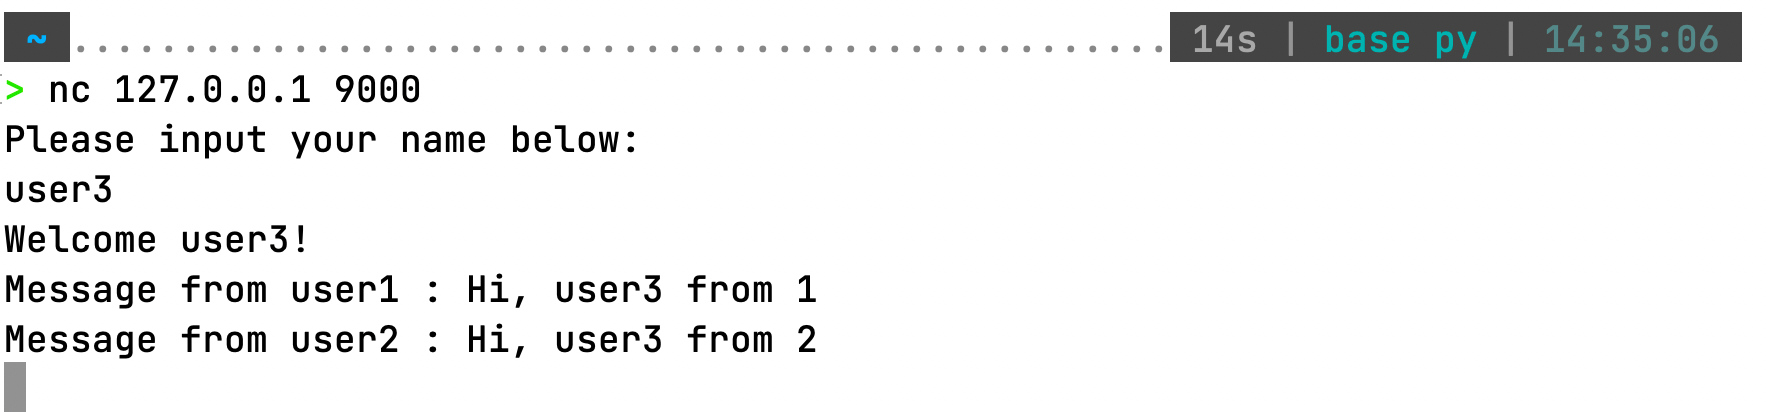 ~ .................................................. 14s | base py | 14:35:06
> nc 127.0.0.1 9000
Please input your name below:
user3
Welcome user3!
Message from user1 : Hi, user3 from 1
Message from user2 : Hi, user3 from 2